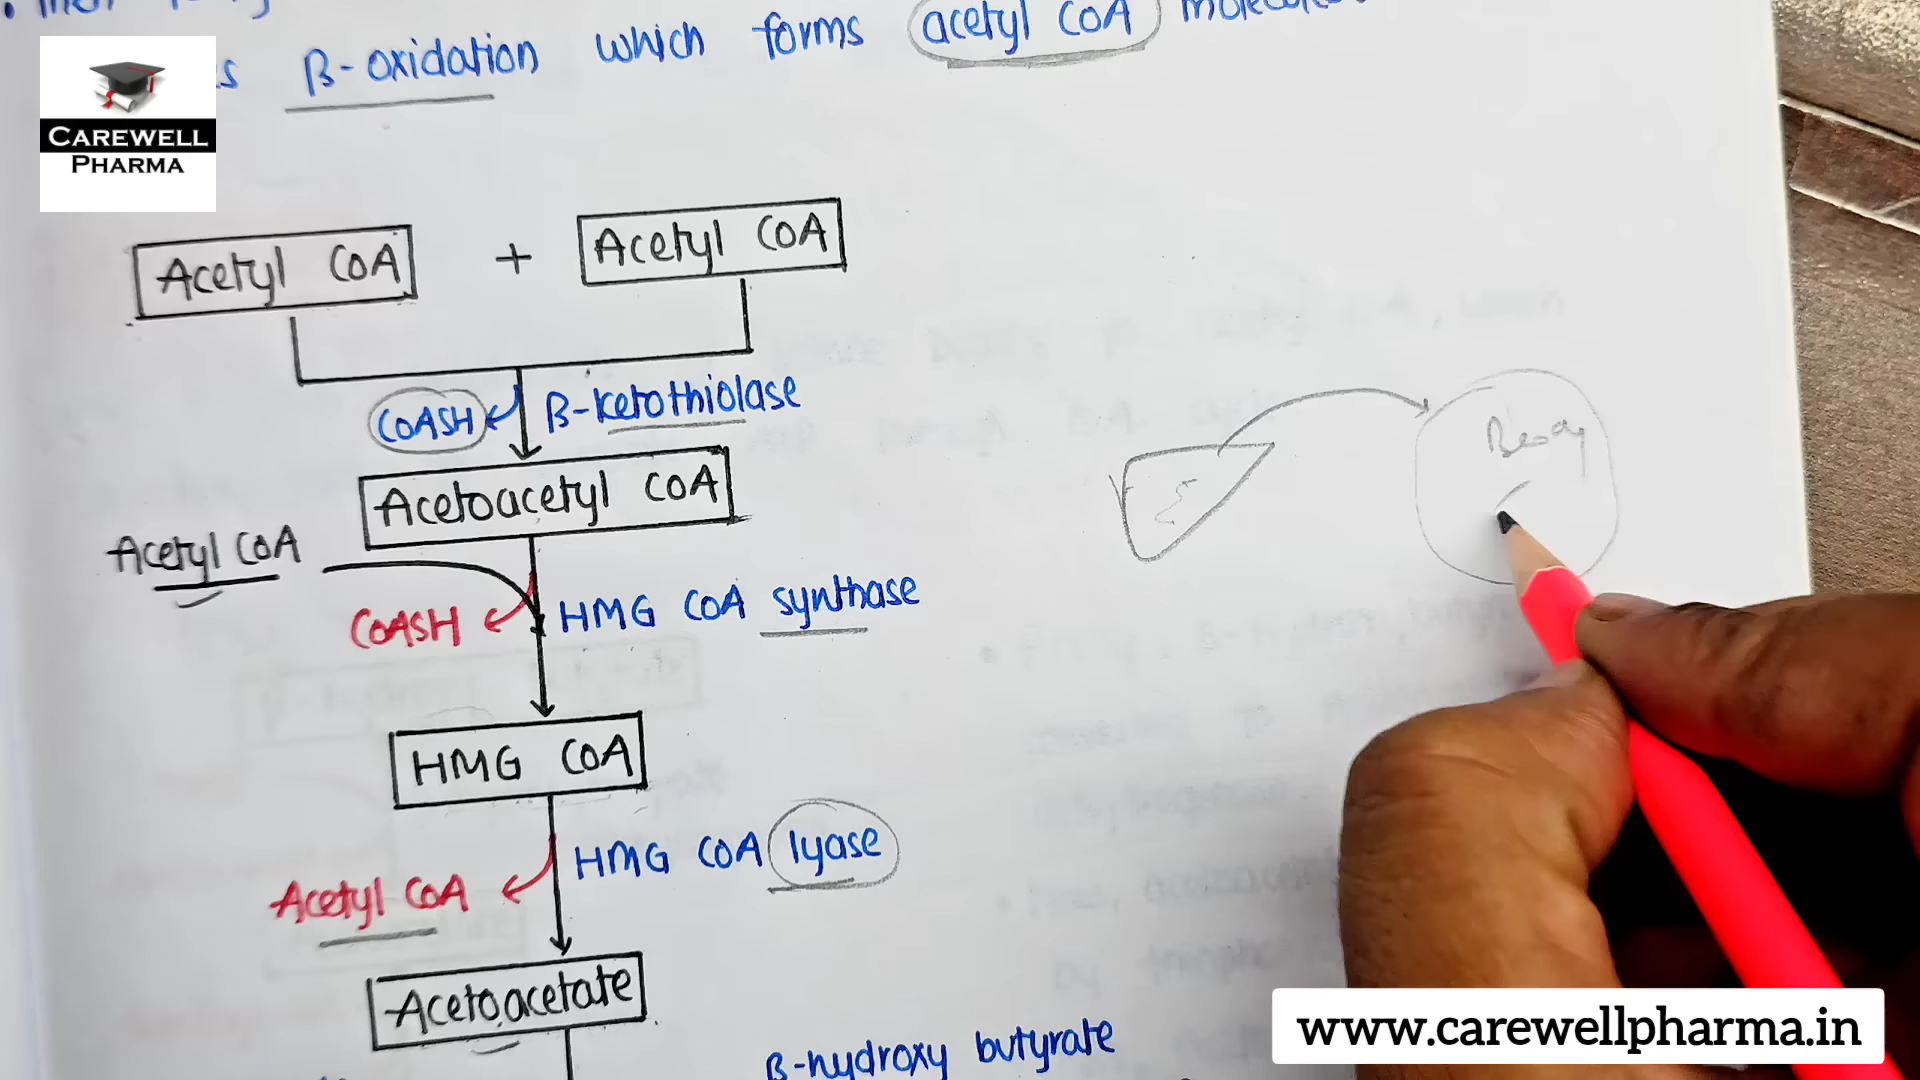 β-oxidation which forms acetyl CoA
CAREWELL
PHARMA
Acetyl CoA + Acetyl CoA
CoASH β-ketothiolase
Acetoacetyl CoA
Acetyl CoA
CoASH HMG CoA synthase
HMG CoA
HMG CoA lyase
Acetyl CoA
Acetoacetate
β-hydroxy butyrate
www.carewellpharma.in